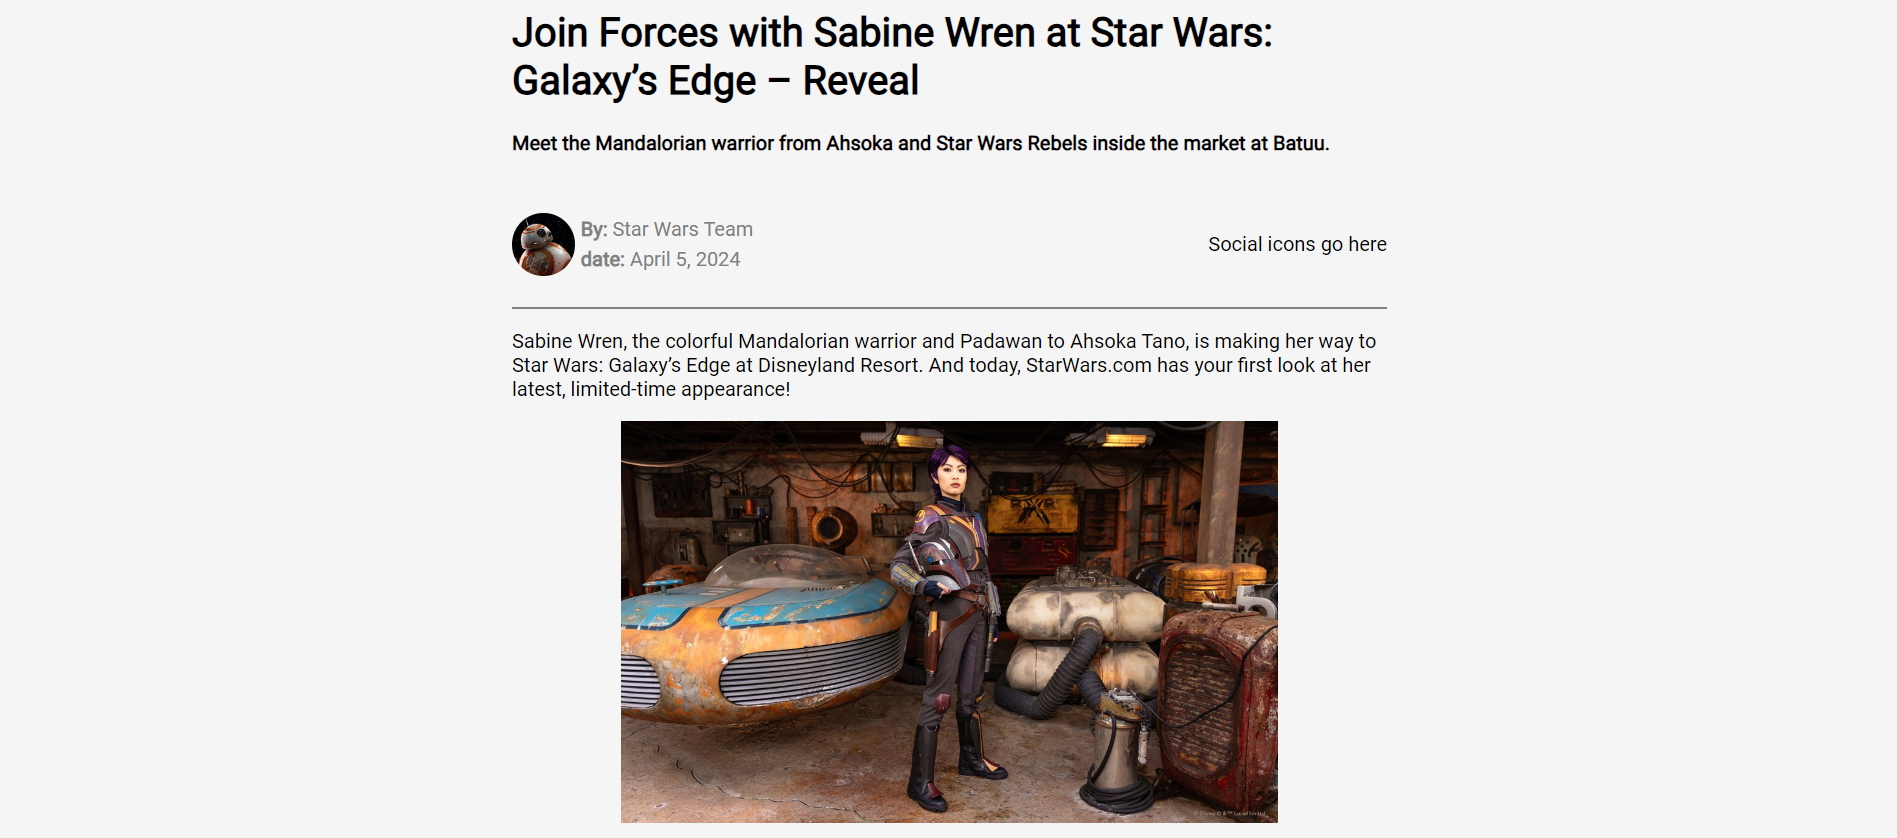 Join Forces with Sabine Wren at Star Wars:
Galaxy’s Edge – Reveal
Meet the Mandalorian warrior from Ahsoka and Star Wars Rebels inside the market at Batuu.
By: Star Wars Team
date: April 5, 2024
Social icons go here
Sabine Wren, the colorful Mandalorian warrior and Padawan to Ahsoka Tano, is making her way to
Star Wars: Galaxy’s Edge at Disneyland Resort. And today, StarWars.com has your first look at her
latest, limited-time appearance!